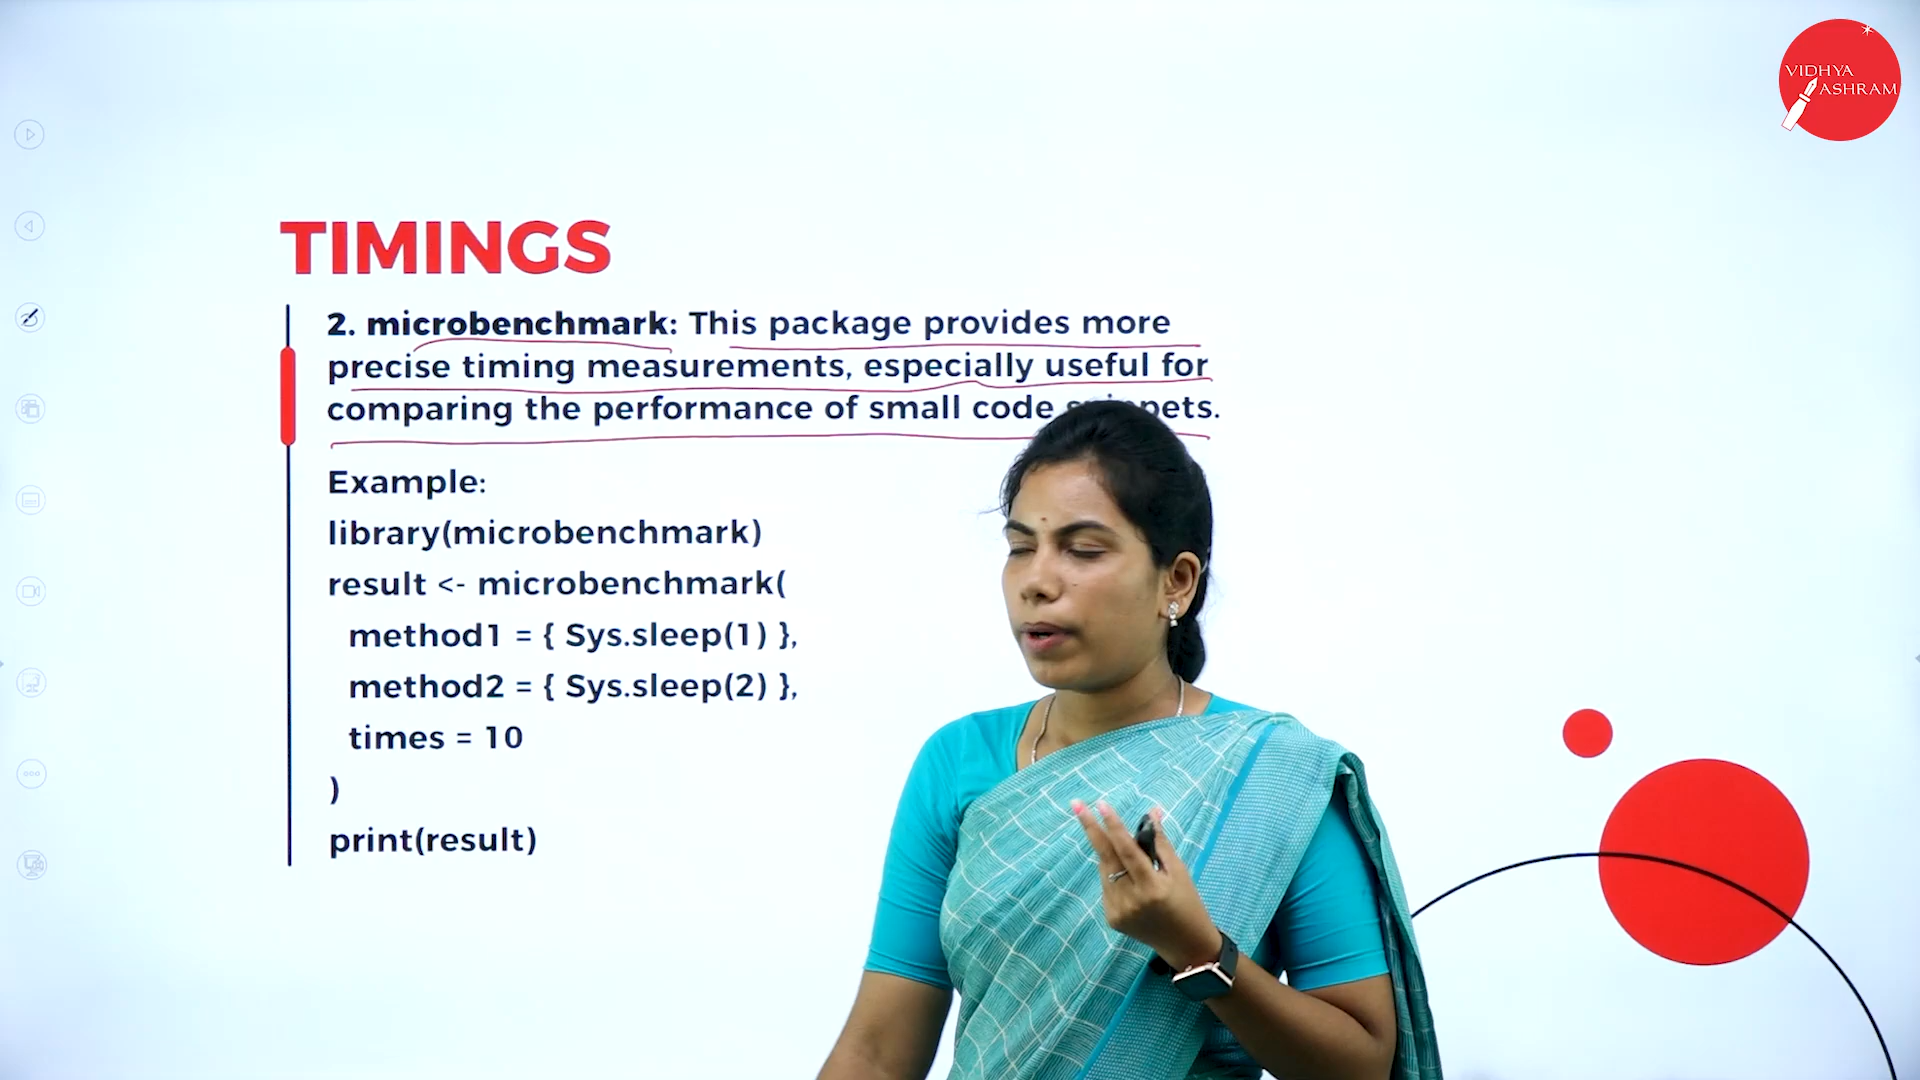 VIDHYA
ASHRAM
TIMINGS
2. microbenchmark: This package provides more
precise timing measurements, especially useful for
comparing the performance of small code snippets.
Example:
library(microbenchmark)
result <- microbenchmark(
method1 = { Sys.sleep(1) },
method2 = { Sys.sleep(2) },
times = 10
)
print(result)